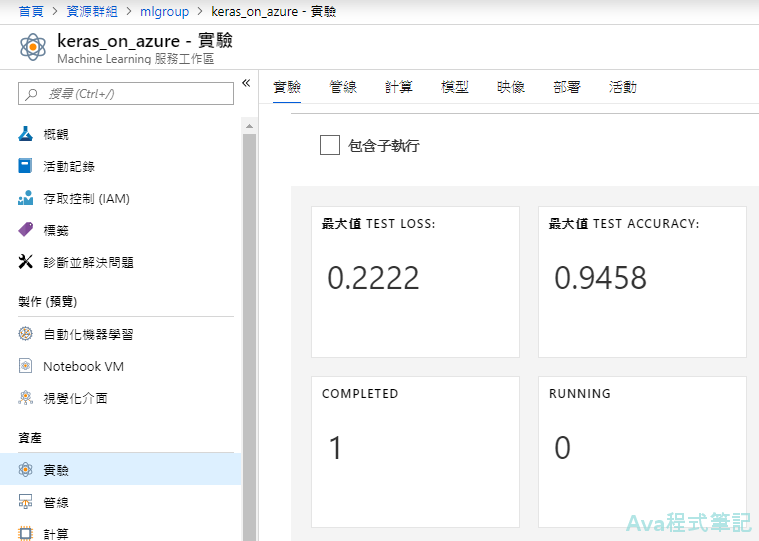 首頁 > 資源群組 > mlgroup > keras_on_azure - 實驗
keras_on_azure - 實驗
Machine Learning 服務工作區
搜尋 (Ctrl+/)
«
概觀
活動記錄
存取控制 (IAM)
標籤
診斷並解決問題
製作 (預覽)
自動化機器學習
Notebook VM
視覺化介面
資產
實驗
管線
計算
實驗 管線 計算 模型 映像 部署 活動
包含子執行
最大值 TEST LOSS:
0.2222
最大值 TEST ACCURACY:
0.9458
COMPLETED
1
RUNNING
0
Ava程式筆記